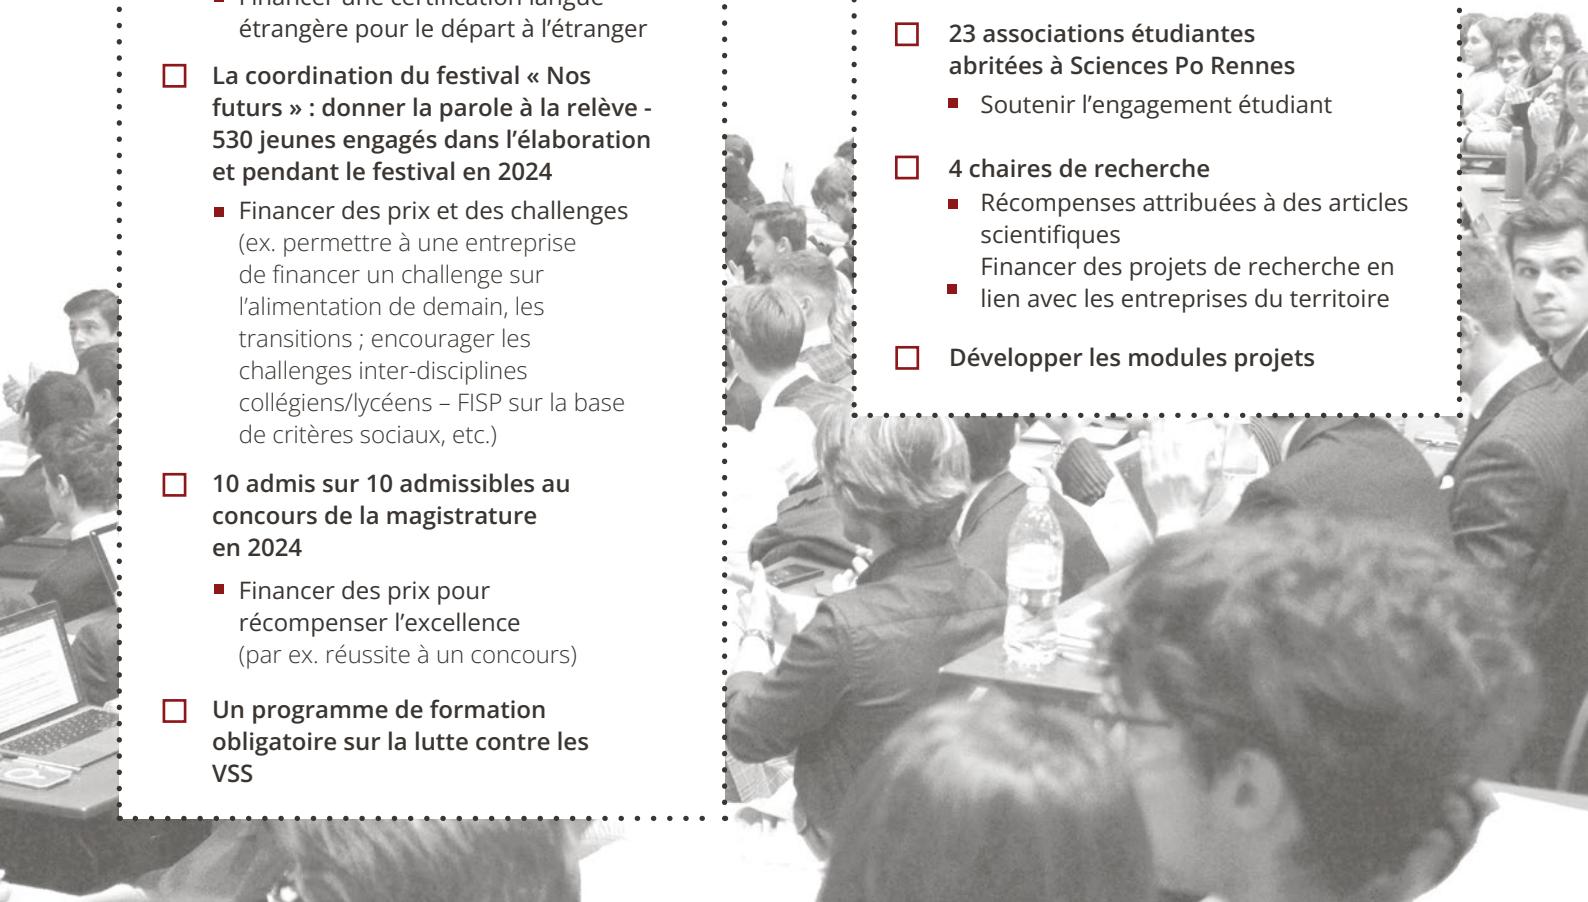 Financer une certification langue
étrangère pour le départ à l’étranger
La coordination du festival « Nos
futurs » : donner la parole à la relève -
530 jeunes engagés dans l’élaboration
et pendant le festival en 2024
Financer des prix et des challenges
(ex. permettre à une entreprise
de financer un challenge sur
l’alimentation de demain, les
transitions ; encourager les
challenges inter-disciplines
collégiens/lycéens – FISP sur la base
de critères sociaux, etc.)
10 admis sur 10 admissibles au
concours de la magistrature
en 2024
Financer des prix pour
récompenser l’excellence
(par ex. réussite à un concours)
Un programme de formation
obligatoire sur la lutte contre les
VSS
23 associations étudiantes
abritées à Sciences Po Rennes
Soutenir l’engagement étudiant
4 chaires de recherche
Récompenses attribuées à des articles
scientifiques
Financer des projets de recherche en
lien avec les entreprises du territoire
Développer les modules projets